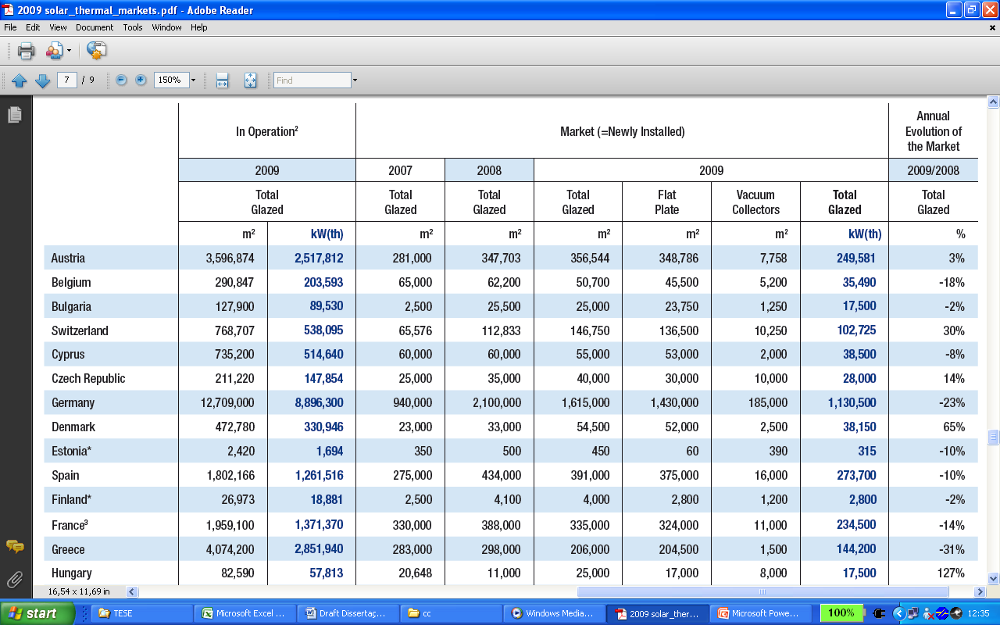 2009 solar_thermal_markets.pdf - Adobe Reader
File Edit View Document Tools Window Help
7 / 9 150% Find
In Operation² Market (=Newly Installed) Annual Evolution of the Market
2009 2007 2008 2009 2009/2008
Total Glazed Total Glazed Total Glazed Total Glazed Flat Plate Vacuum Collectors Total Glazed Total Glazed
m² kW(th) m² m² m² m² m² kW(th) %
Austria 3,596,874 2,517,812 281,000 347,703 356,544 348,786 7,758 249,581 3%
Belgium 290,847 203,593 65,000 62,200 50,700 45,500 5,200 35,490 -18%
Bulgaria 127,900 89,530 2,500 25,500 25,000 23,750 1,250 17,500 -2%
Switzerland 768,707 538,095 65,576 112,833 146,750 136,500 10,250 102,725 30%
Cyprus 735,200 514,640 60,000 60,000 55,000 53,000 2,000 38,500 -8%
Czech Republic 211,220 147,854 25,000 35,000 40,000 30,000 10,000 28,000 14%
Germany 12,709,000 8,896,300 940,000 2,100,000 1,615,000 1,430,000 185,000 1,130,500 -23%
Denmark 472,780 330,946 23,000 33,000 54,500 52,000 2,500 38,150 65%
Estonia* 2,420 1,694 350 500 450 60 390 315 -10%
Spain 1,802,166 1,261,516 275,000 434,000 391,000 375,000 16,000 273,700 -10%
Finland* 26,973 18,881 2,500 4,100 4,000 2,800 1,200 2,800 -2%
France³ 1,959,100 1,371,370 330,000 388,000 335,000 324,000 11,000 234,500 -14%
Greece 4,074,200 2,851,940 283,000 298,000 206,000 204,500 1,500 144,200 -31%
Hungary 82,590 57,813 20,648 11,000 25,000 17,000 8,000 17,500 127%
16,54 x 11,69 in
start TESE Microsoft Excel ... Draft Dissertaç... cc Windows Media... 2009 solar_ther... Microsoft Powe... 100% 12:35